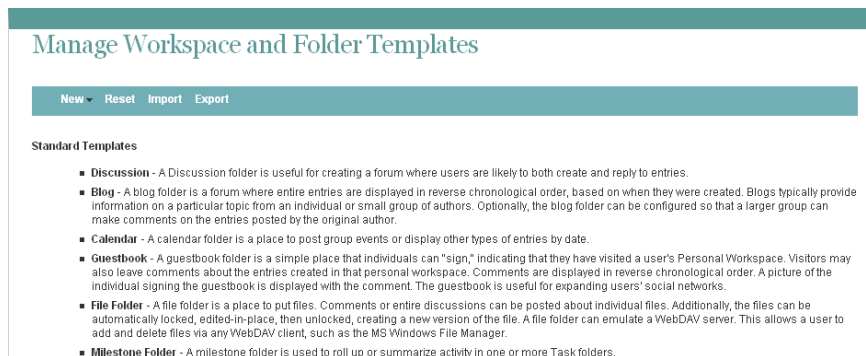 Manage Workspace and Folder Templates
New Reset Import Export
Standard Templates
■ Discussion - A Discussion folder is useful for creating a forum where users are likely to both create and reply to entries.
■ Blog - A blog folder is a forum where entire entries are displayed in reverse chronological order, based on when they were created. Blogs typically provide
information on a particular topic from an individual or small group of authors. Optionally, the blog folder can be configured so that a larger group can
make comments on the entries posted by the original author.
■ Calendar - A calendar folder is a place to post group events or display other types of entries by date.
■ Guestbook - A guestbook folder is a simple place that individuals can "sign," indicating that they have visited a user's Personal Workspace. Visitors may
also leave comments about the entries created in that personal workspace. Comments are displayed in reverse chronological order. A picture of the
individual signing the guestbook is displayed with the comment. The guestbook is useful for expanding users' social networks.
■ File Folder - A file folder is a place to put files. Comments or entire discussions can be posted about individual files. Additionally, the files can be
automatically locked, edited-in-place, then unlocked, creating a new version of the file. A file folder can emulate a WebDAV server. This allows a user to
add and delete files via any WebDAV client, such as the MS Windows File Manager.
■ Milestone Folder - A milestone folder is used to roll up or summarize activity in one or more Task folders.